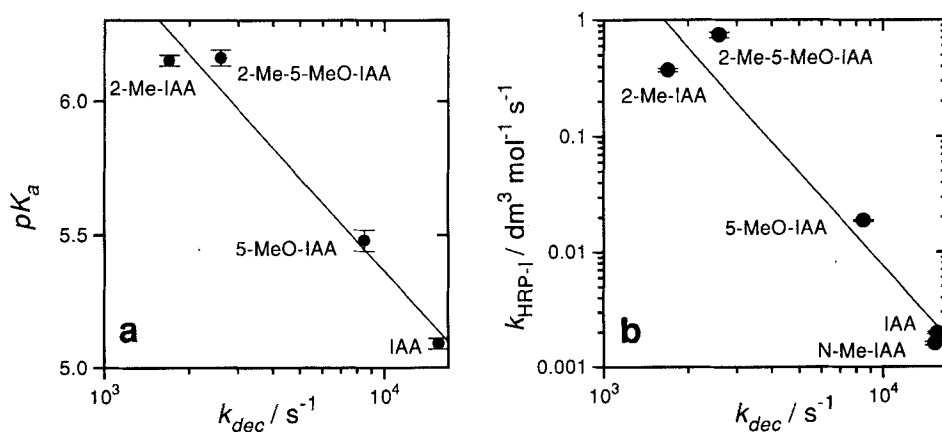 6.0
5.5
5.0
pKa
2-Me-IAA
2-Me-5-MeO-IAA
5-MeO-IAA
IAA
a
10³
10⁴
kdec / s⁻¹
1
0.1
0.01
0.001
kHRP-I / dm³ mol⁻¹ s⁻¹
2-Me-5-MeO-IAA
2-Me-IAA
5-MeO-IAA
IAA
N-Me-IAA
b
10³
10⁴
kdec / s⁻¹